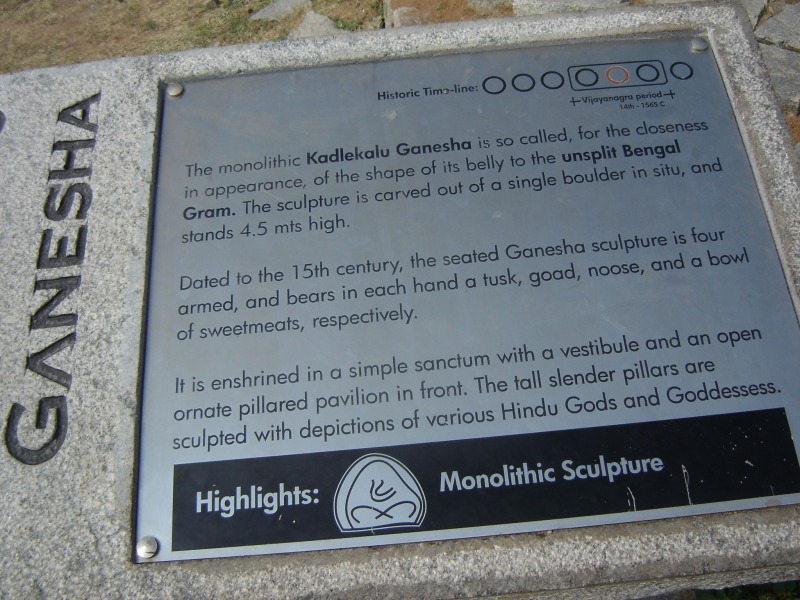 GANESHA
Historic Time-line:
Vijayanagra period
14th - 1565 C
The monolithic Kadlekalu Ganesha is so called, for the closeness
in appearance, of the shape of its belly to the unsplit Bengal
Gram. The sculpture is carved out of a single boulder in situ, and
stands 4.5 mts high.
Dated to the 15th century, the seated Ganesha sculpture is four
armed, and bears in each hand a tusk, goad, noose, and a bowl
of sweetmeats, respectively.
It is enshrined in a simple sanctum with a vestibule and an open
ornate pillared pavilion in front. The tall slender pillars are
sculpted with depictions of various Hindu Gods and Goddessess.
Highlights:
Monolithic Sculpture